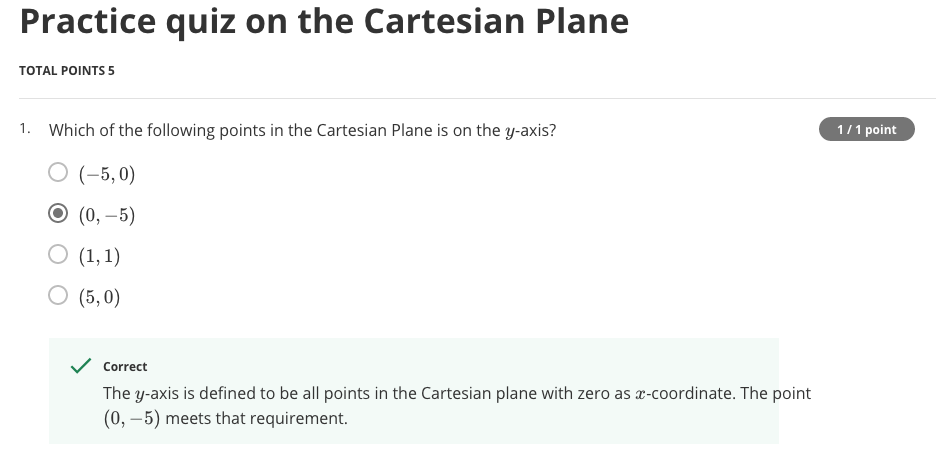 Practice quiz on the Cartesian Plane
TOTAL POINTS 5
1. Which of the following points in the Cartesian Plane is on the y-axis? 1 / 1 point
(−5, 0)
(0, −5)
(1, 1)
(5, 0)
Correct
The y-axis is defined to be all points in the Cartesian plane with zero as x-coordinate. The point
(0, −5) meets that requirement.